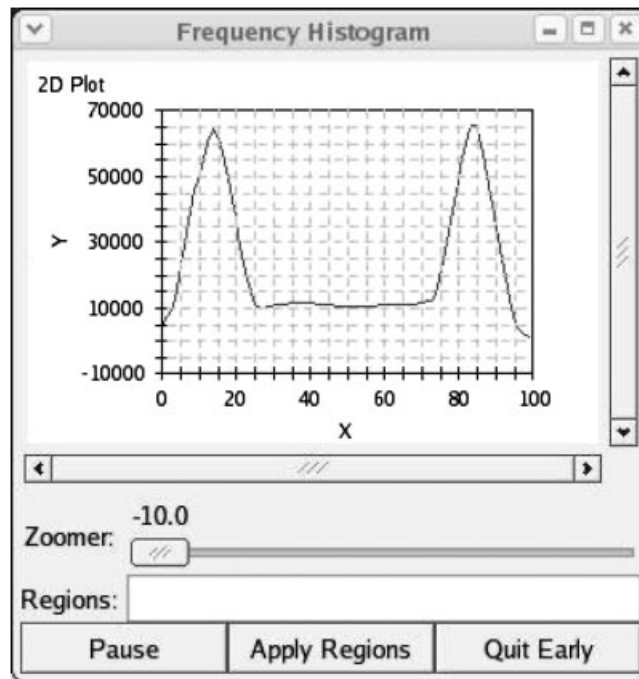 Frequency Histogram
2D Plot
70000
50000
Y 30000
10000
-10000
0 20 40 60 80 100
X
-10.0
Zoomer:
Regions:
Pause Apply Regions Quit Early